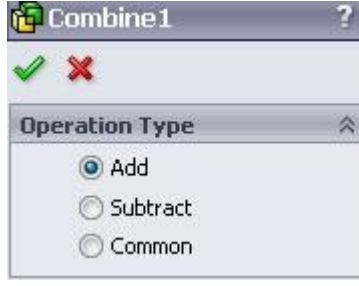 Combine1 ?
Operation Type
Add
Subtract
Common